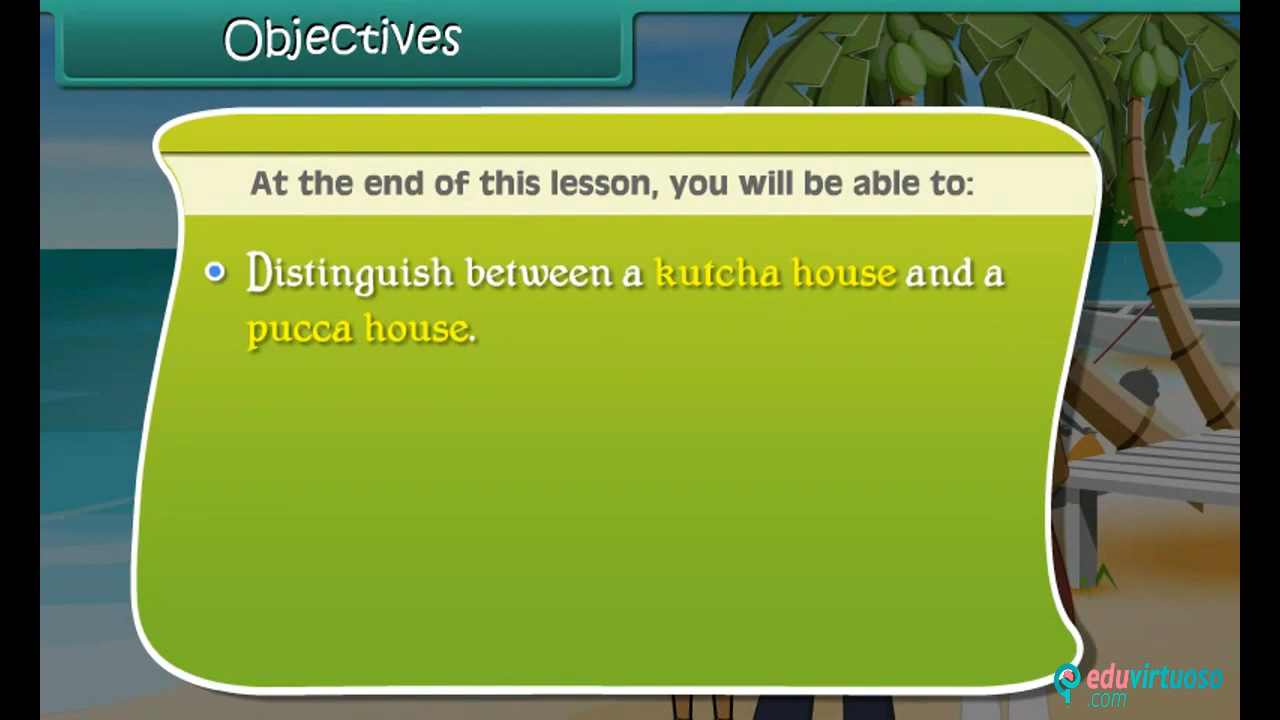 Objectives
At the end of this lesson, you will be able to:
Distinguish between a kutcha house and a
pucca house.
eduvirtuoso
.com